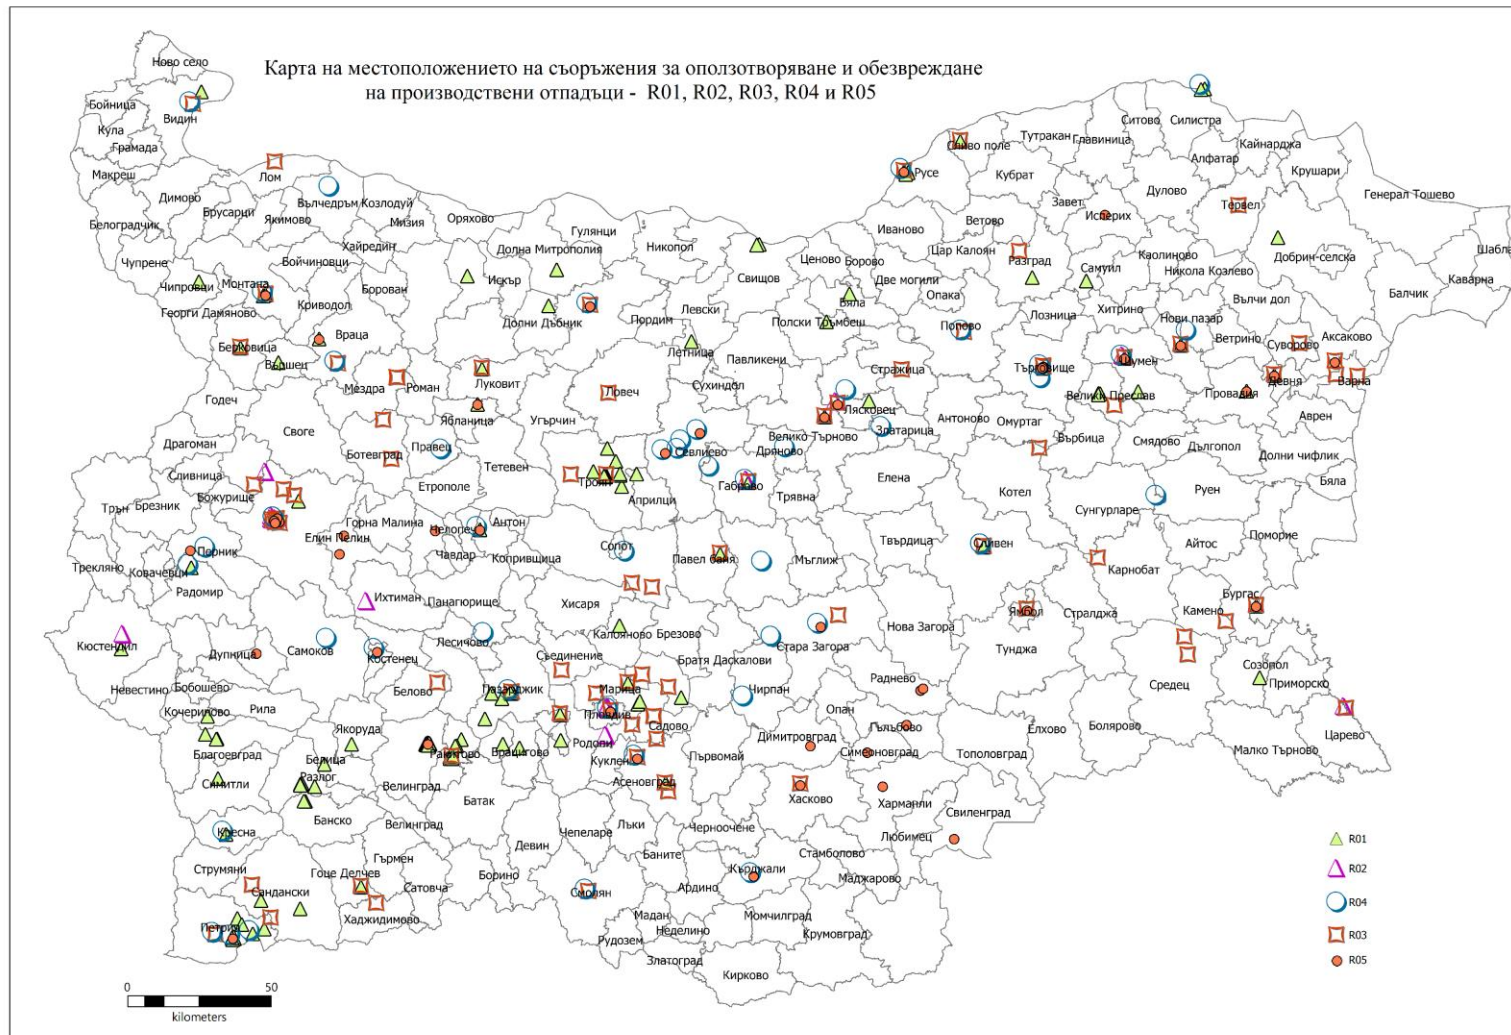 Карта на местоположението на съоръжения за оползотворяване и обезвреждане
на производствени отпадъци - R01, R02, R03, R04 и R05
Ново село
Бойница
Видин
Кула
Грамада
Макреш
Лом
Димово
Брусарци
Якимово
Вълчедръм
Козлодуй
Мизия
Оряхово
Белоградчик
Хайредин
Чупрене
Бойчиновци
Чипровци
Монтана
Криводол
Борован
Георги Дамяново
Враца
Берковица
Вършец
Мездра
Роман
Годеч
Своге
Драгоман
Ботевград
Правец
Сливница
Етрополе
Трън
Брезник
Божурище
Гулянци
Долна Митрополия
Никопол
Искър
Свищов
Ценово
Борово
Иваново
Две могили
Долни Дъбник
Пордим
Левски
Полски Тръмбеш
Вяла
Летница
Павликени
Луковит
Ловеч
Сухиндол
Стражица
Ябланица
Угърчин
Лясковец
Велико Търново
Златарица
Севлиево
Дряново
Тетевен
Троян
Априлци
Габрово
Трявна
Елена
Сливо поле
Русе
Тутракан
Главиница
Ситово
Силистра
Кайнарджа
Алфатар
Крушари
Генерал Тошево
Кубрат
Дулово
Завет
Исперих
Тервел
Ветово
Цар Калоян
Шабла
Разград
Самуил
Каолиново
Никола Козлево
Добрич-селска
Каварна
Опака
Балчик
Лозница
Хитрино
Вълчи дол
Попово
Нови пазар
Ветрино
Суворово
Аксаково
Търговище
Шумен
Девня
Варна
Велики Преслав
Провадия
Антоново
Омуртаг
Аврен
Върбица
Смядово
Дългопол
Долни чифлик
Котел
Руен
Бяла
Сунгурларе
Горна Малина
Елин Пелин
Челопеч
Антон
Чавдар
Копривщица
Сопот
Павел баня
Мъглиж
Твърдица
Сливен
Айтос
Поморие
Карнобат
Перник
Трекляно
Ковачевци
Радомир
Ихтиман
Панагюрище
Хисаря
Калояново
Брезово
Нова Загора
Ямбол
Стралджа
Камено
Бургас
Кюстендил
Дупница
Самоков
Костенец
Лесичово
Съединение
Братя Даскалови
Стара Загора
Тунджа
Созопол
Приморско
Невестино
Бобошево
Рила
Белово
Пазарджик
Марица
Чирпан
Раднево
Средец
Кочериново
Якоруда
Пловдив
Садово
Опан
Гълъбово
Болярово
Царево
Благоевград
Белица
Ракитово
Брацигово
Родопи
Куклен
Първомай
Димитровград
Симеоновград
Тополовград
Елхово
Малко Търново
Симитли
Разлог
Велинград
Батак
Асеновград
Хасково
Харманли
Свиленград
Банско
Велинград
Чепеларе
Лъки
Черноочене
Любимец
Кресна
Девин
Баните
Стамболово
Струмяни
Гърмен
Гоце Делчев
Сатовча
Борино
Смолян
Ардино
Кърджали
Маджарово
Сандански
Хаджидимово
Мадан
Момчилград
Петрич
Неделино
Крумовград
Рудозем
Златоград
Кирково
R01
R02
R04
R03
R05
0 50
kilometers